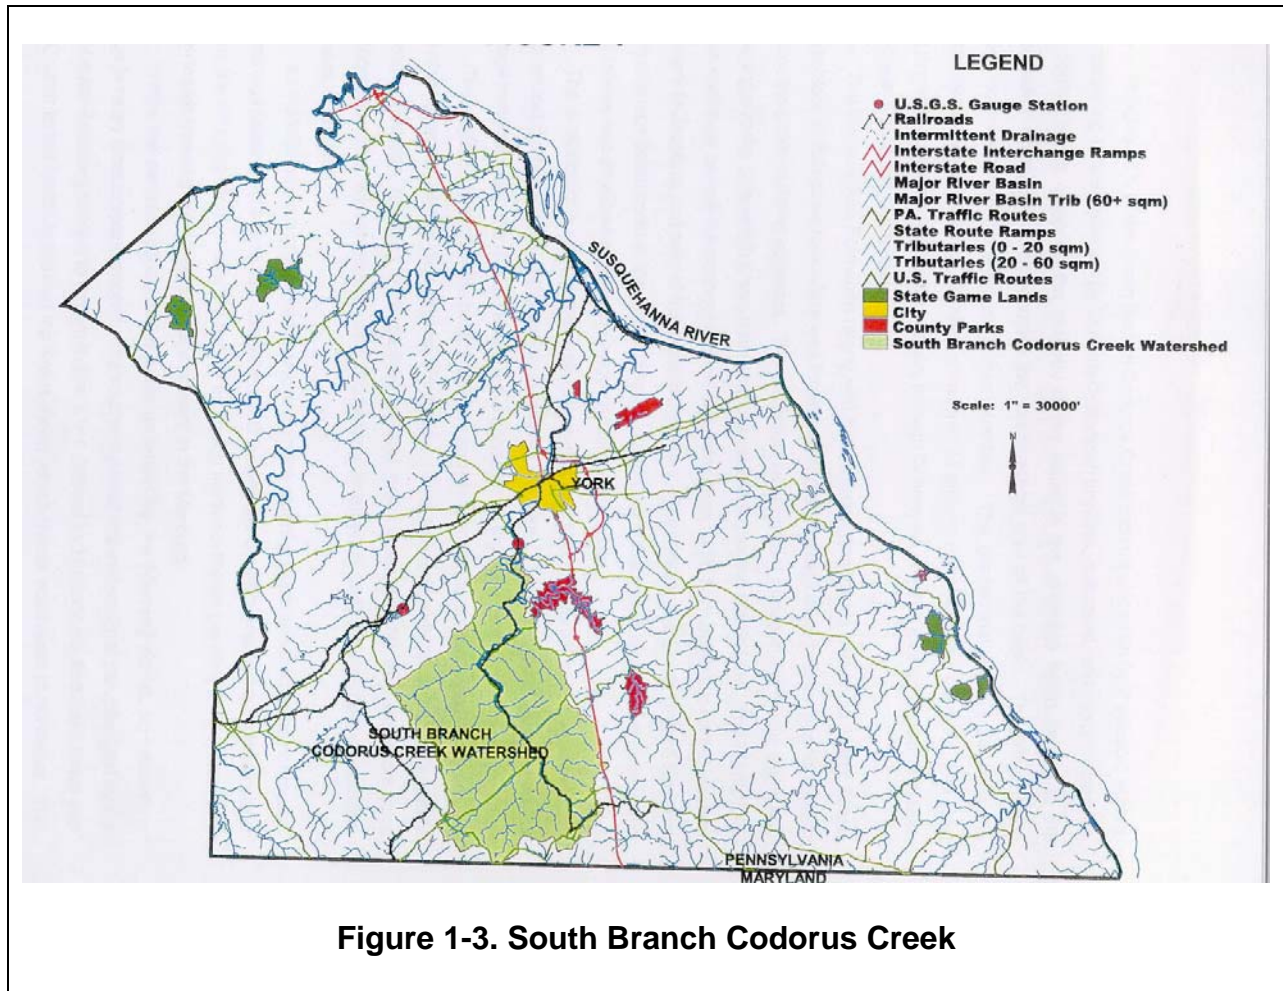 LEGEND
U.S.G.S. Gauge Station
Railroads
Intermittent Drainage
Interstate Interchange Ramps
Interstate Road
Major River Basin
Major River Basin Trib (60+ sqm)
PA. Traffic Routes
State Route Ramps
Tributaries (0 - 20 sqm)
Tributaries (20 - 60 sqm)
U.S. Traffic Routes
State Game Lands
City
County Parks
South Branch Codorus Creek Watershed
Scale: 1" = 30000'
N
SUSQUEHANNA RIVER
YORK
SOUTH BRANCH
CODORUS CREEK WATERSHED
PENNSYLVANIA
MARYLAND
Figure 1-3. South Branch Codorus Creek